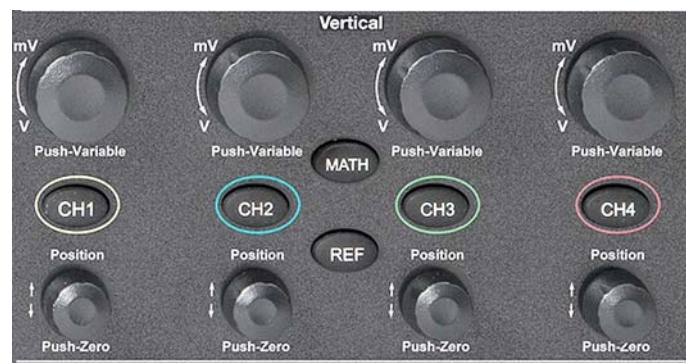 Vertical
mV mV mV mV
V V V V
Push-Variable Push-Variable Push-Variable Push-Variable
MATH
CH1 CH2 CH3 CH4
REF
Position Position Position Position
Push-Zero Push-Zero Push-Zero Push-Zero